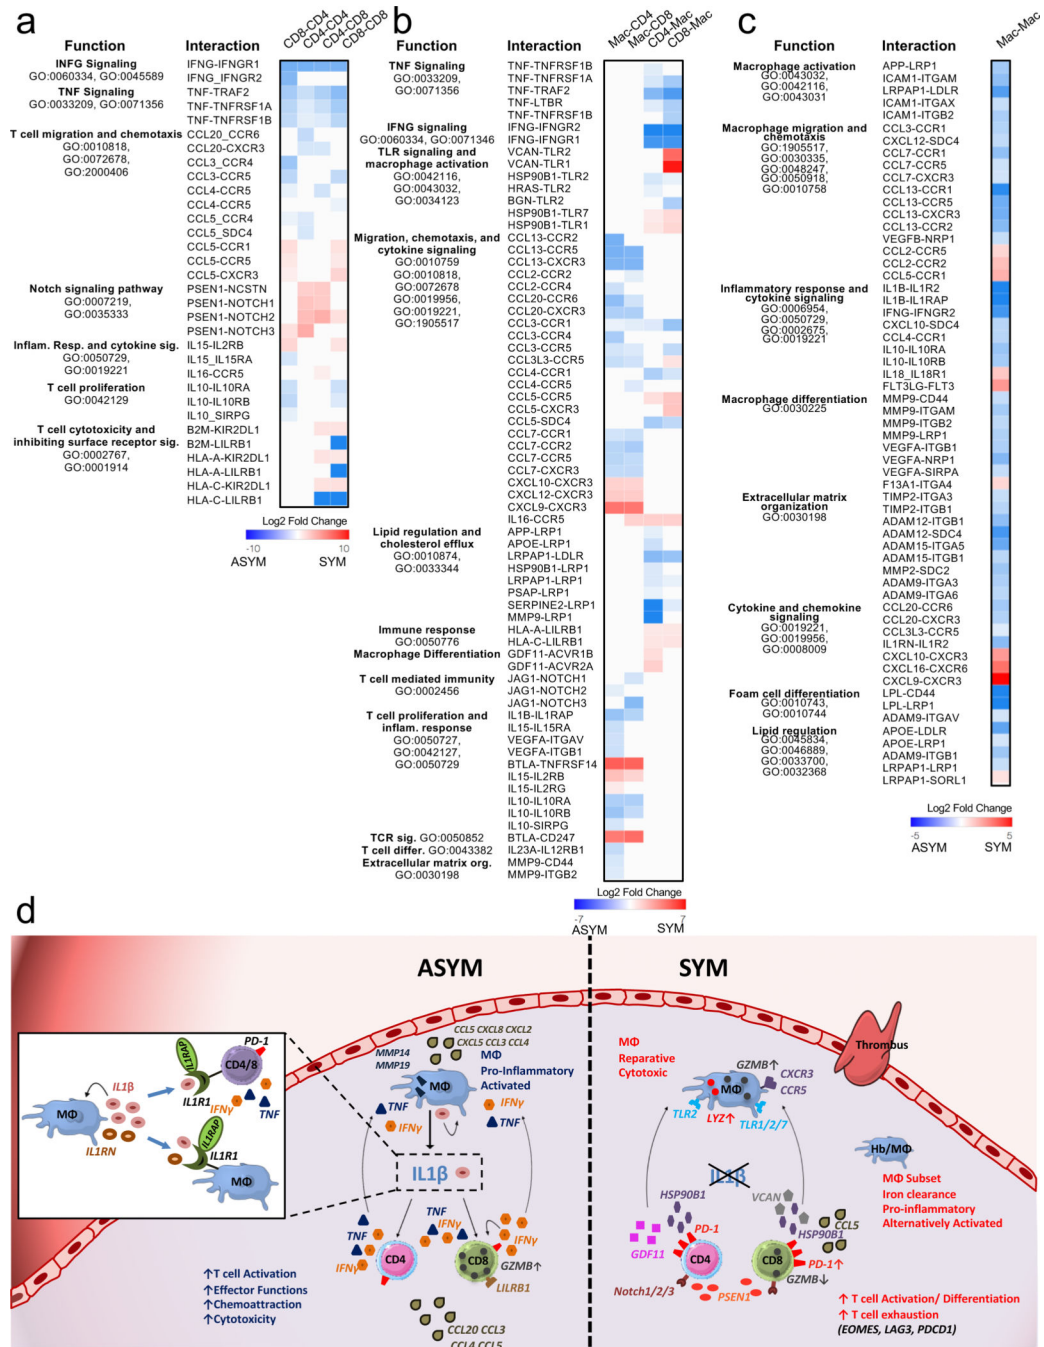 a
CD8-CD4
CD4-CD4
CD4-CD8
CD8-CD8
Function
Interaction
INFG Signaling
GO:0060334, GO:0045589
TNF Signaling
GO:0033209, GO:0071356
T cell migration and chemotaxis
GO:0010818,
GO:0072678,
GO:2000406
Notch signaling pathway
GO:0007219,
GO:0035333
Inflam. Resp. and cytokine sig.
GO:0050729,
GO:0019221
T cell proliferation
GO:0042129
T cell cytotoxicity and
inhibiting surface receptor sig.
GO:0002767,
GO:0001914
IFNG-IFNGR1
IFNG_IFNGR2
TNF-TRAF2
TNF-TNFRSF1A
TNF-TNFRSF1B
CCL20_CCR6
CCL20-CXCR3
CCL3_CCR4
CCL3-CCR5
CCL4-CCR5
CCL4-CCR5
CCL5_CCR4
CCL5_SDC4
CCL5-CCR1
CCL5-CCR5
CCL5-CXCR3
PSEN1-NCSTN
PSEN1-NOTCH1
PSEN1-NOTCH2
PSEN1-NOTCH3
IL15-IL2RB
IL15_IL15RA
IL16-CCR5
IL10-IL10RA
IL10-IL10RB
IL10_SIRPG
B2M-KIR2DL1
B2M-LILRB1
HLA-A-KIR2DL1
HLA-A-LILRB1
HLA-C-KIR2DL1
HLA-C-LILRB1
Log2 Fold Change
-10 10
ASYM SYM
b
Mac-CD4
Mac-CD8
CD4-Mac
CD8-Mac
Function
Interaction
TNF Signaling
GO:0033209,
GO:0071356
IFNG signaling
GO:0060334, GO:0071346
TLR signaling and
macrophage activation
GO:0042116,
GO:0043032,
GO:0034123
Migration, chemotaxis, and
cytokine signaling
GO:0010759
GO:0010818,
GO:0072678
GO:0019956,
GO:0019221,
GO:1905517
Lipid regulation and
cholesterol efflux
GO:0010874,
GO:0033344
Immune response
GO:0050776
Macrophage Differentiation
T cell mediated immunity
GO:0002456
T cell proliferation and
inflam. response
GO:0050727,
GO:0042127,
GO:0050729
TCR sig. GO:0050852
T cell differ. GO:0043382
Extracellular matrix org.
GO:0030198
TNF-TNFRSF1B
TNF-TNFRSF1A
TNF-TRAF2
TNF-LTBR
TNF-TNFRSF1B
IFNG-IFNGR2
IFNG-IFNGR1
VCAN-TLR2
VCAN-TLR1
HSP90B1-TLR2
HRAS-TLR2
BGN-TLR2
HSP90B1-TLR7
HSP90B1-TLR1
CCL13-CCR2
CCL13-CCR5
CCL13-CXCR3
CCL2-CCR2
CCL2-CCR4
CCL20-CCR6
CCL20-CXCR3
CCL3-CCR1
CCL3-CCR4
CCL3-CCR5
CCL3L3-CCR5
CCL4-CCR1
CCL4-CCR5
CCL5-CCR5
CCL5-CXCR3
CCL5-SDC4
CCL7-CCR1
CCL7-CCR2
CCL7-CCR5
CCL7-CXCR3
CXCL10-CXCR3
CXCL12-CXCR3
CXCL9-CXCR3
IL16-CCR5
APP-LRP1
APOE-LRP1
LRPAP1-LDLR
HSP90B1-LRP1
LRPAP1-LRP1
PSAP-LRP1
SERPINE2-LRP1
MMP9-LRP1
HLA-A-LILRB1
HLA-C-LILRB1
GDF11-ACVR1B
GDF11-ACVR2A
JAG1-NOTCH1
JAG1-NOTCH2
JAG1-NOTCH3
IL1B-IL1RAP
IL15-IL15RA
VEGFA-ITGAV
VEGFA-ITGB1
BTLA-TNFRSF14
IL15-IL2RB
IL15-IL2RG
IL10-IL10RA
IL10-IL10RB
IL10-SIRPG
BTLA-CD247
IL23A-IL12RB1
MMP9-CD44
MMP9-ITGB2
Log2 Fold Change
-7 7
ASYM SYM
c
Mac-Mac
Function
Interaction
Macrophage activation
GO:0043032,
GO:0042116,
GO:0043031
Macrophage migration and
chemotaxis
GO:1905517,
GO:0030335,
GO:0048247,
GO:0050918,
GO:0010758
Inflammatory response and
cytokine signaling
GO:0006954,
GO:0050729,
GO:0002675,
GO:0019221
Macrophage differentiation
GO:0030225
Extracellular matrix
organization
GO:0030198
Cytokine and chemokine
signaling
GO:0019221,
GO:0019956,
GO:0008009
Foam cell differentiation
GO:0010743,
GO:0010744
Lipid regulation
GO:0045834,
GO:0046889,
GO:0033700,
GO:0032368
APP-LRP1
ICAM1-ITGAM
LRPAP1-LDLR
ICAM1-ITGAX
ICAM1-ITGB2
CCL3-CCR1
CXCL12-SDC4
CCL7-CCR1
CCL7-CCR5
CCL7-CXCR3
CCL13-CCR1
CCL13-CCR5
CCL13-CXCR3
CCL13-CCR2
VEGFB-NRP1
CCL2-CCR5
CCL2-CCR2
CCL5-CCR1
IL1B-IL1R2
IL1B-IL1RAP
IFNG-IFNGR2
CXCL10-SDC4
CCL4-CCR1
IL10-IL10RA
IL10-IL10RB
IL18_IL18R1
FLT3LG-FLT3
MMP9-CD44
MMP9-ITGAM
MMP9-ITGB2
MMP9-LRP1
VEGFA-ITGB1
VEGFA-NRP1
VEGFA-SIRPA
F13A1-ITGA4
TIMP2-ITGA3
TIMP2-ITGB1
ADAM12-ITGB1
ADAM12-SDC4
ADAM15-ITGA5
ADAM15-ITGB1
MMP2-SDC2
ADAM9-ITGA3
ADAM9-ITGA6
CCL20-CCR6
CCL20-CXCR3
CCL3L3-CCR5
IL1RN-IL1R2
CXCL10-CXCR3
CXCL16-CXCR6
CXCL9-CXCR3
LPL-CD44
LPL-LRP1
ADAM9-ITGAV
APOE-LDLR
APOE-LRP1
ADAM9-ITGB1
LRPAP1-LRP1
LRPAP1-SORL1
Log2 Fold Change
-5 5
ASYM SYM
d
ASYM
SYM
PD-1
IL1RAP
CD4/8
IL1β
IL1R1
IFNγ
TNF
MΦ
IL1RN
IL1RAP
IL1R1
MΦ
CCL5 CXCL8 CXCL2
CXCL5 CCL3 CCL4
MMP14
MMP19
MΦ
MΦ
Pro-Inflammatory
Activated
TNF
IFNγ
IFNγ
TNF
IL1β
TNF
IFNγ
TNF
IFNγ
IFNγ
CD4
CD8
GZMB↑
LILRB1
↑T cell Activation
↑Effector Functions
↑Chemoattraction
↑Cytotoxicity
CCL20 CCL3
CCL4 CCL5
MΦ
Reparative
Cytotoxic
GZMB↑
CXCR3
CCR5
MΦ
TLR2
LYZ↑
TLR1/2/7
Thrombus
Hb/MΦ
MΦ Subset
Iron clearance
Pro-inflammatory
Alternatively Activated
IL1β
HSP90B1
VCAN
HSP90B1
CCL5
GDF11
PD-1
CD4
CD8
PD-1↑
GZMB↓
Notch1/2/3
PSEN1
↑ T cell Activation/ Differentiation
↑ T cell exhaustion
(EOMES, LAG3, PDCD1)